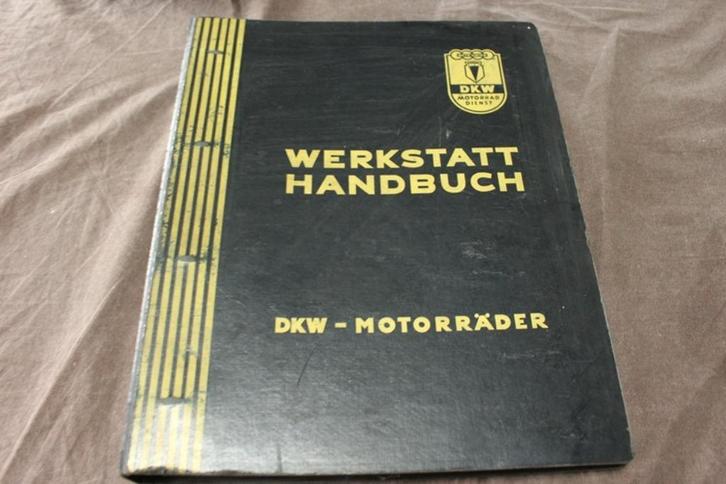 DKW
MOTORRAD
DIENST
WERKSTATT
HANDBUCH
DKW - MOTORRÄDER